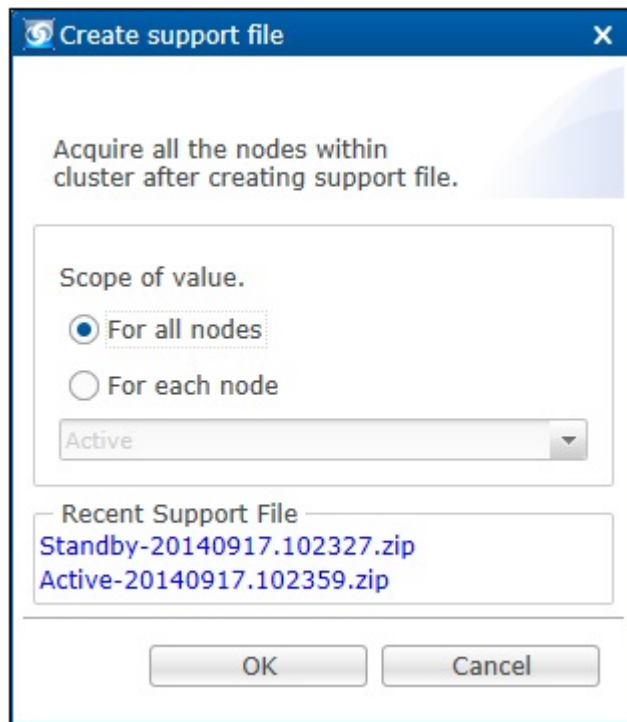 Create support file
Acquire all the nodes within
cluster after creating support file.
Scope of value.
For all nodes
For each node
Active
Recent Support File
Standby-20140917.102327.zip
Active-20140917.102359.zip
OK Cancel